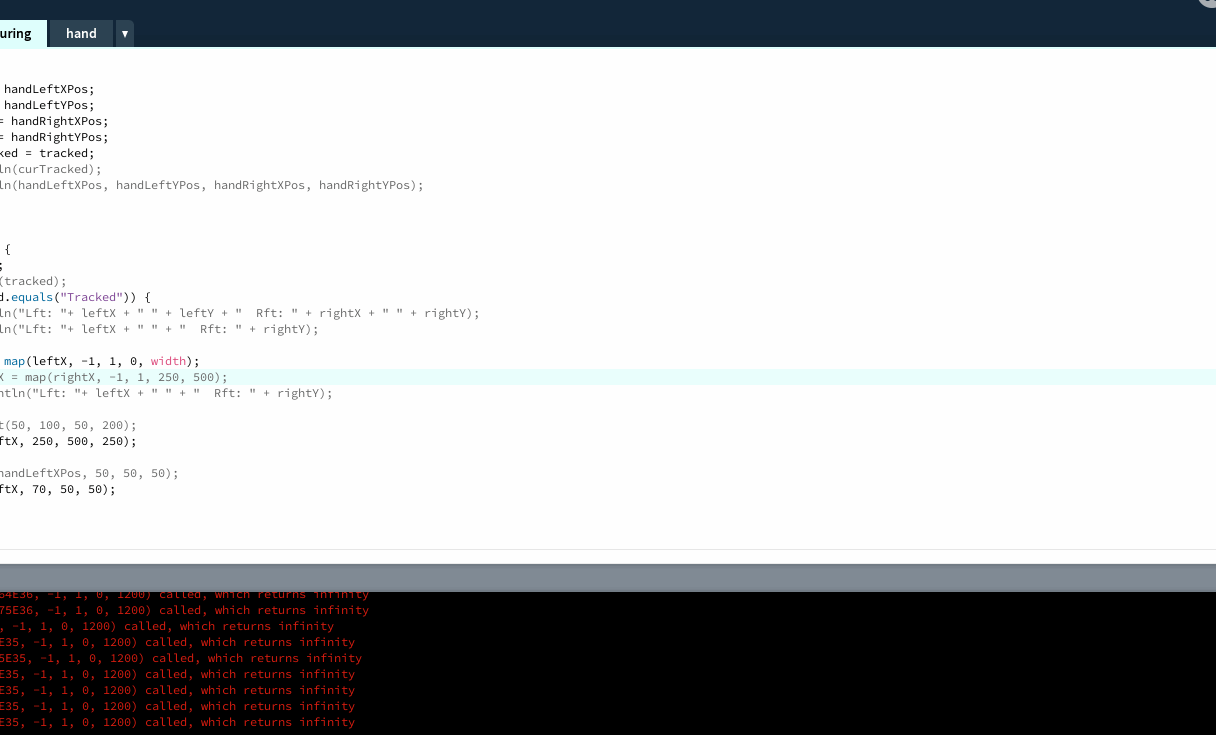 uring hand ▼
handLeftXPos;
handLeftYPos;
= handRightXPos;
= handRightYPos;
ked = tracked;
ln(curTracked);
ln(handLeftXPos, handLeftYPos, handRightXPos, handRightYPos);
{
;
(tracked);
d.equals("Tracked")) {
ln("Lft: "+ leftX + " " + leftY + "  Rft: " + rightX + " " + rightY);
ln("Lft: "+ leftX + " " + "  Rft: " + rightY);
map(leftX, -1, 1, 0, width);
X = map(rightX, -1, 1, 250, 500);
ntln("Lft: "+ leftX + " " + "  Rft: " + rightY);
t(50, 100, 50, 200);
ftX, 250, 500, 250);
handLeftXPos, 50, 50, 50);
ftX, 70, 50, 50);
64E36, -1, 1, 0, 1200) called, which returns infinity
75E36, -1, 1, 0, 1200) called, which returns infinity
, -1, 1, 0, 1200) called, which returns infinity
E35, -1, 1, 0, 1200) called, which returns infinity
5E35, -1, 1, 0, 1200) called, which returns infinity
E35, -1, 1, 0, 1200) called, which returns infinity
E35, -1, 1, 0, 1200) called, which returns infinity
E35, -1, 1, 0, 1200) called, which returns infinity
E35, -1, 1, 0, 1200) called, which returns infinity